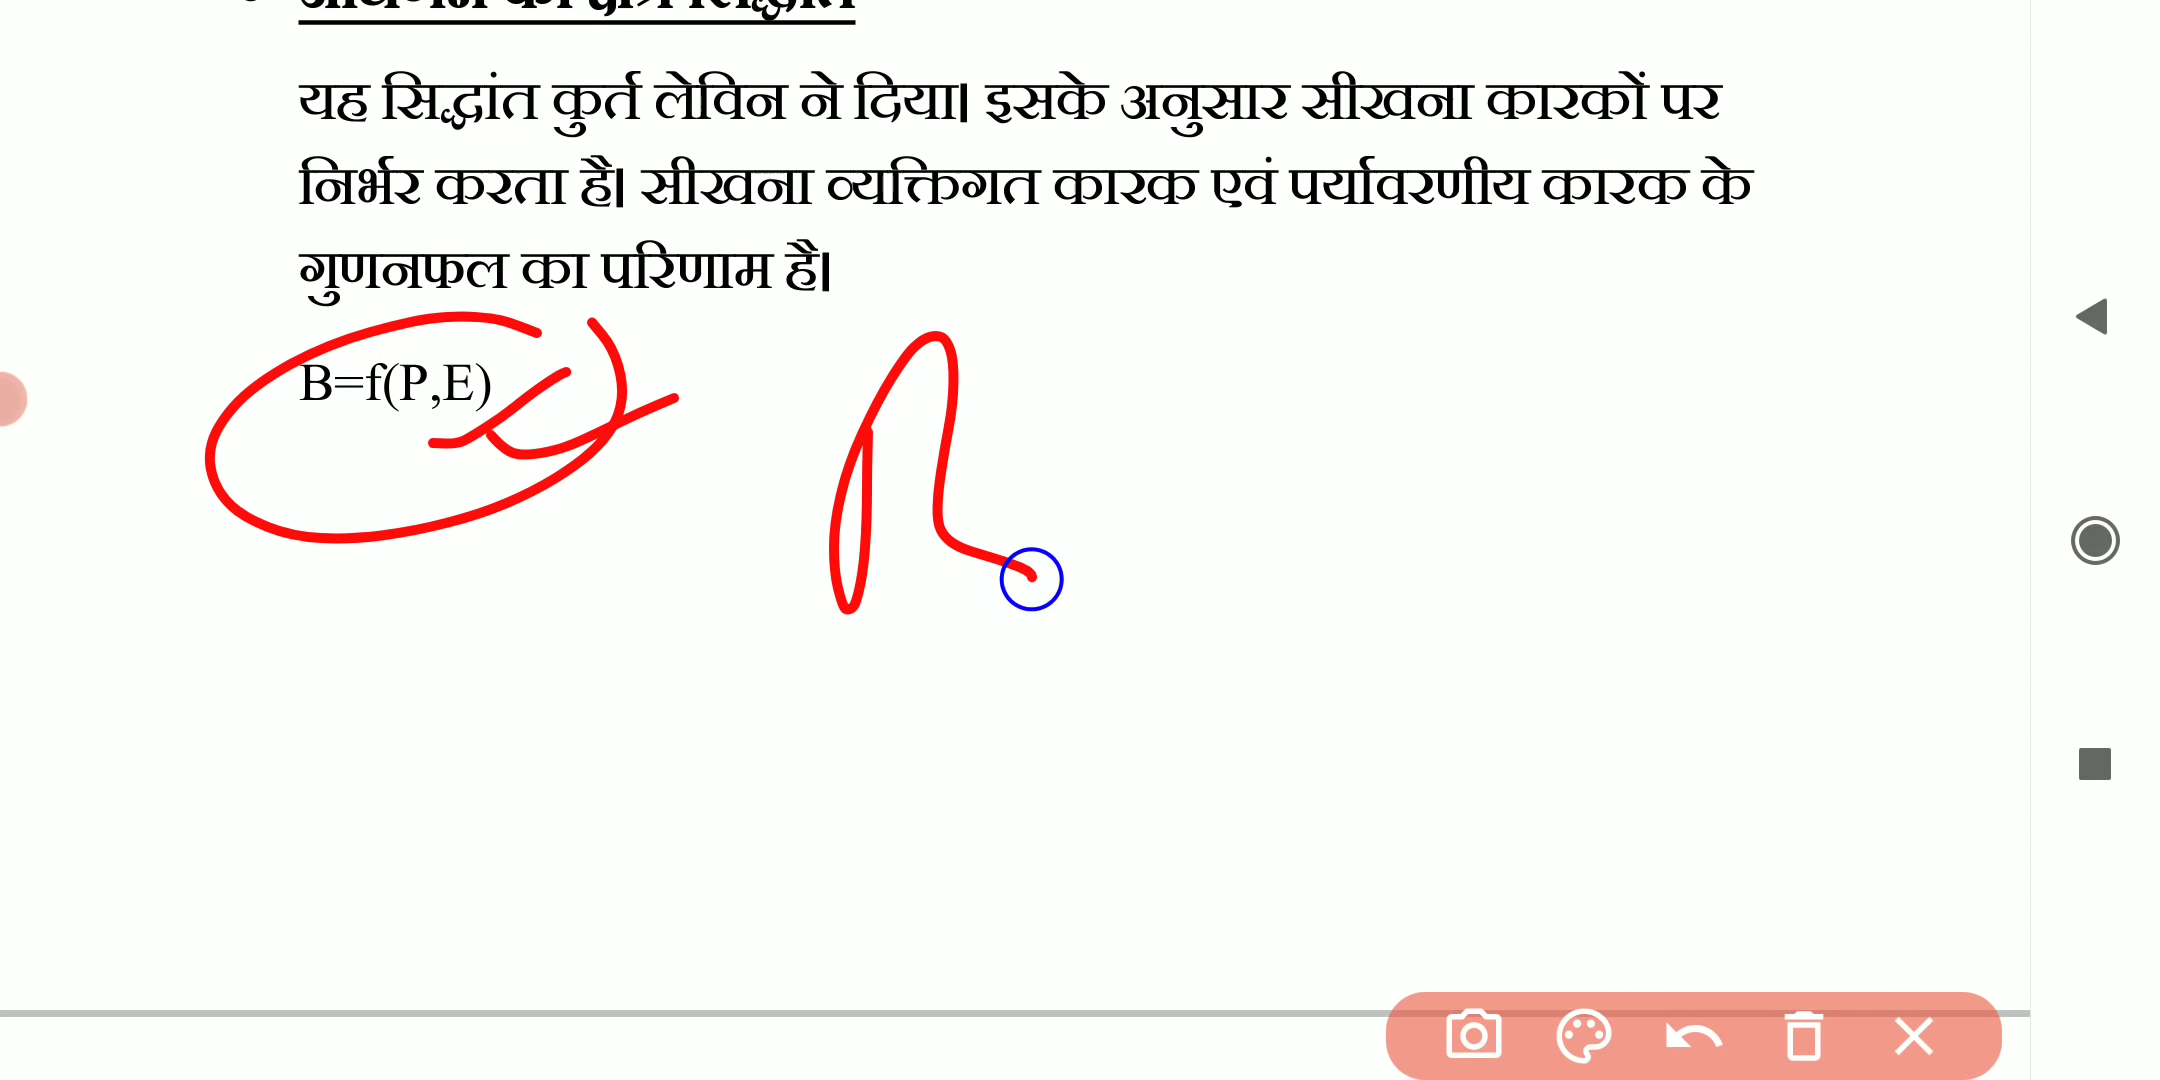 यह सिद्धांत कुर्त लेविन ने दिया। इसके अनुसार सीखना कारकों पर
निर्भर करता है। सीखना व्यक्तिगत कारक एवं पर्यावरणीय कारक के
गुणनफल का परिणाम है।
B=f(P,E)